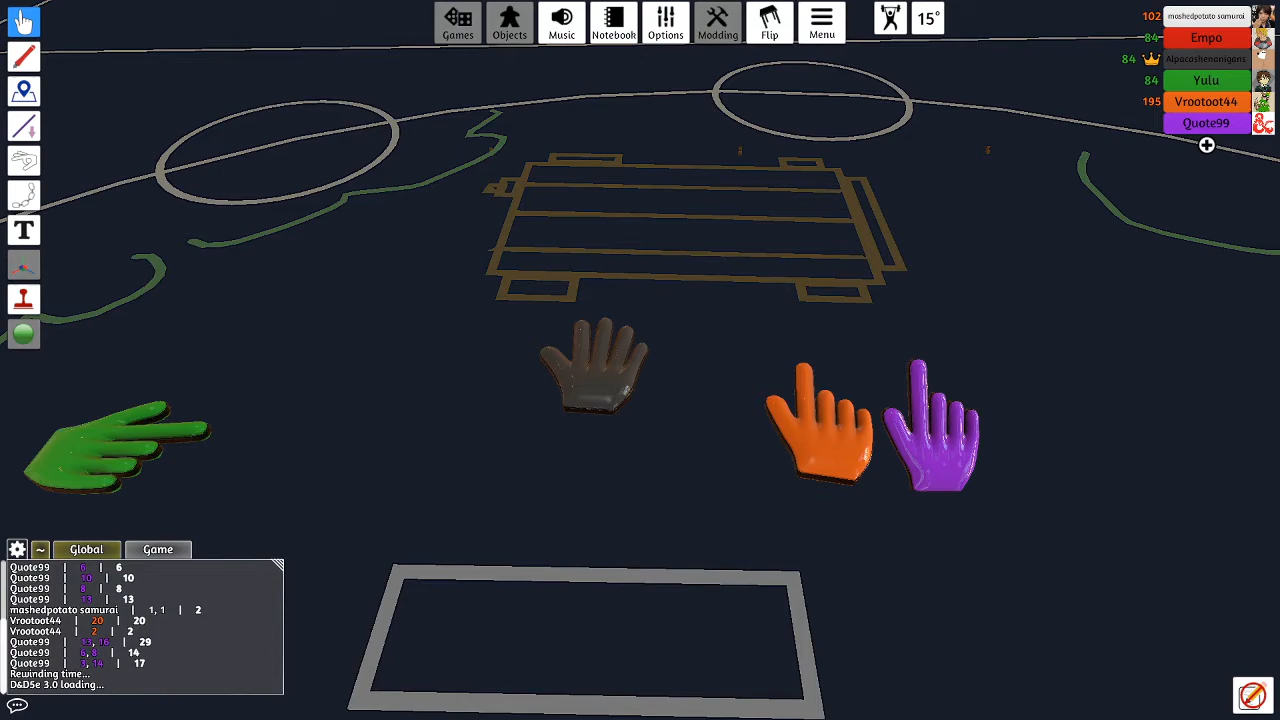 Games Objects Music Notebook Options Modding Flip Menu
15°
102 mashedpotato samurai
84 Empo
84 Alpacashenanigans
84 Yulu
195 Vrootoot44
Quote99
T
~ Global Game
Quote99 | 6 | 6
Quote99 | 10 | 10
Quote99 | 8 | 8
Quote99 | 13 | 13
mashedpotato samurai | 1, 1 | 2
Vrootoot44 | 20 | 20
Vrootoot44 | 2 | 2
Quote99 | 13, 16 | 29
Quote99 | 6, 8 | 14
Quote99 | 3, 14 | 17
Rewinding time...
D&D5e 3.0 loading...